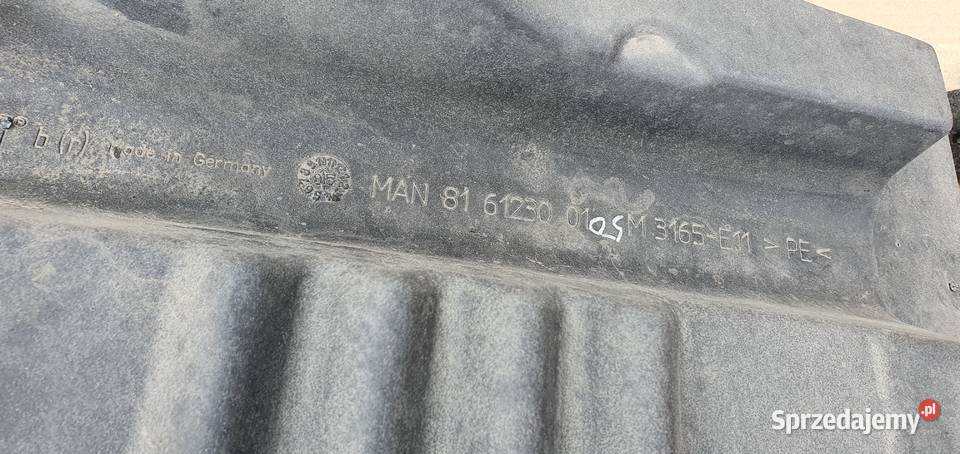 b (r) made in Germany
MAN 81 61230 0105 M 3165-E11 >PE<
Sprzedajemy.pl